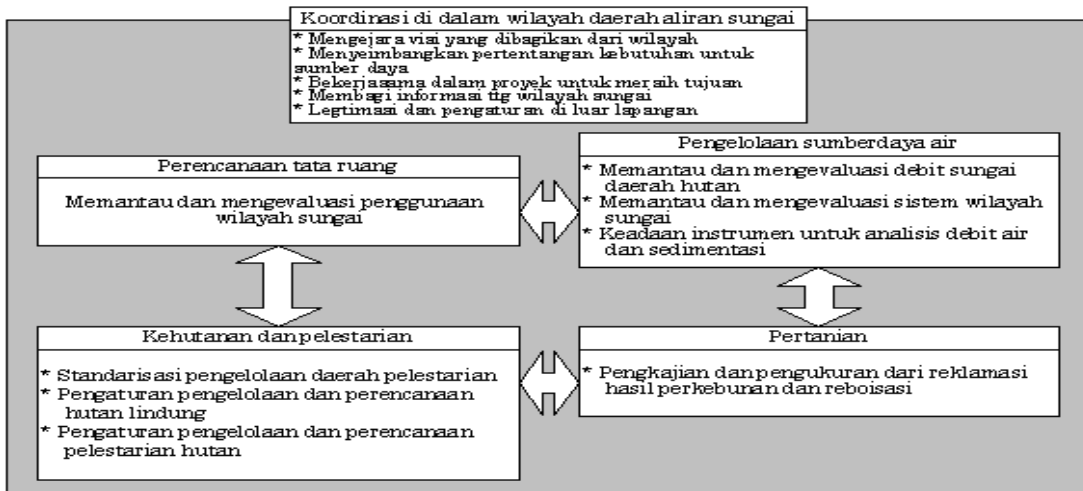 Koordinasi di dalam wilayah daerah aliran sungai
* Mengejara visi yang dibagikan dari wilayah
* Menyeimbangkan pertentangan kebutuhan untuk
sumber daya
* Bekerjasama dalam proyek untuk meraih tujuan
* Membagi informasi ttg wilayah sungai
* Legtimasi dan pengaturan di luar lapangan
Perencanaan tata ruang
Memantau dan mengevaluasi penggunaan
wilayah sungai
Pengelolaan sumberdaya air
* Memantau dan mengevaluasi debit sungai
daerah hutan
* Memantau dan mengevaluasi sistem wilayah
sungai
* Keadaan instrumen untuk analisis debit air
dan sedimentasi
Kehutanan dan pelestarian
* Standarisasi pengelolaan daerah pelestarian
* Pengaturan pengelolaan dan perencanaan
hutan lindung
* Pengaturan pengelolaan dan perencanaan
pelestarian hutan
Pertanian
* Pengkajian dan pengukuran dari reklamasi
hasil perkebunan dan reboisasi